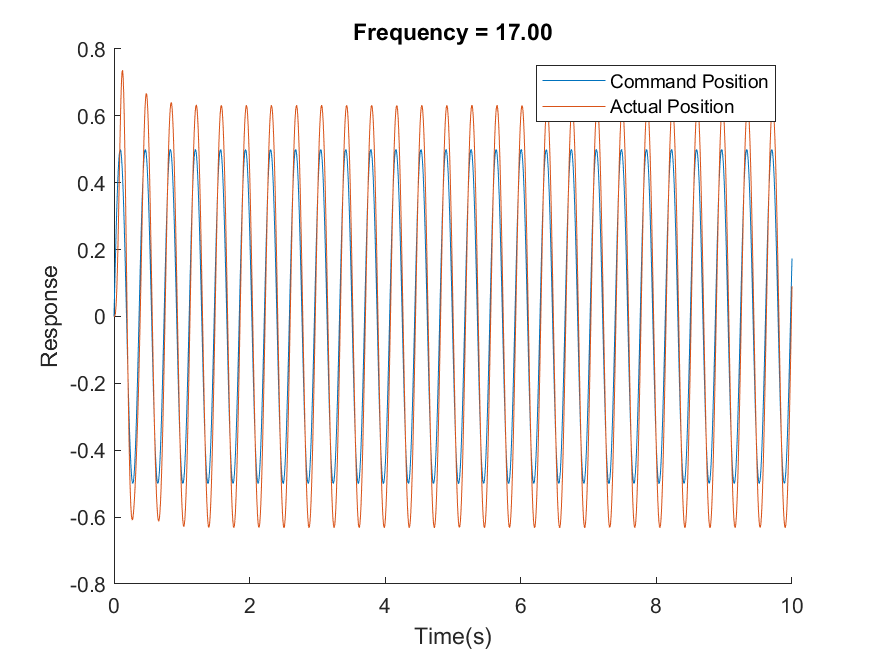 Frequency = 17.00
Command Position
Actual Position
0.8
0.6
0.4
0.2
0
-0.2
-0.4
-0.6
-0.8
Response
0 2 4 6 8 10
Time(s)